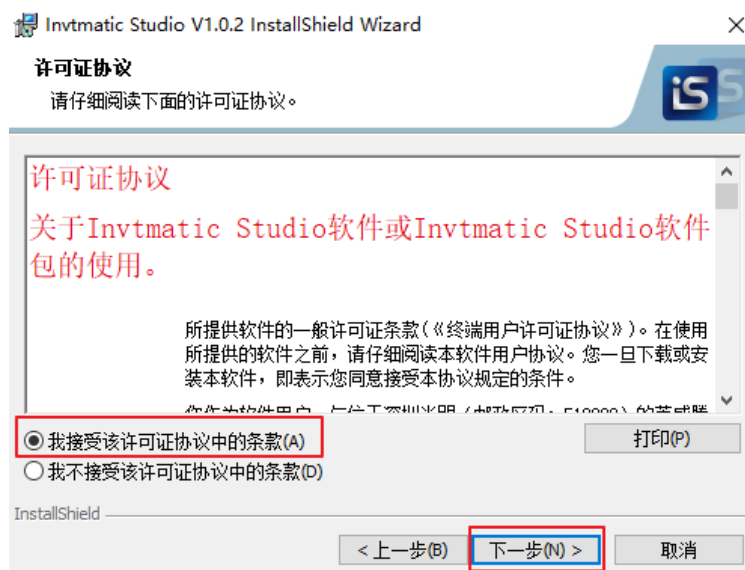 Invtmatic Studio V1.0.2 InstallShield Wizard
许可证协议
请仔细阅读下面的许可证协议。
iS
许可证协议
关于Invtmatic Studio软件或Invtmatic Studio软件
包的使用。
所提供软件的一般许可证条款(《终端用户许可证协议》)。在使用
所提供的软件之前，请仔细阅读本软件用户协议。您一旦下载或安
装本软件，即表示您同意接受本协议规定的条件。
我接受该许可证协议中的条款(A)
打印(P)
我不接受该许可证协议中的条款(D)
InstallShield
< 上一步(B)
下一步(N) >
取消